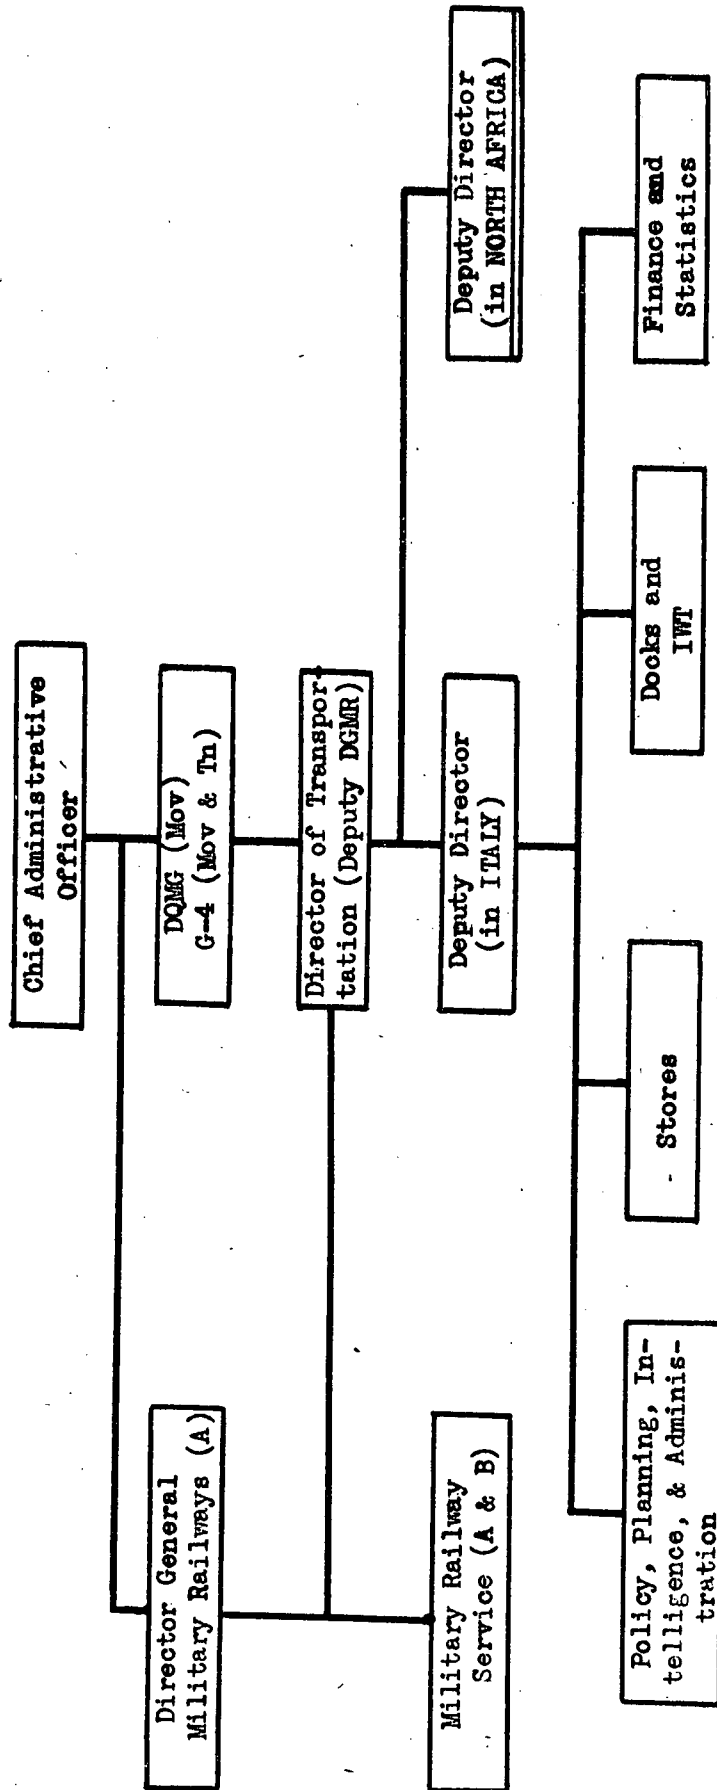 Chief Administrative
Officer
Director General
Military Railways (A)
DQMG (Mov)
G-4 (Mov & Tn)
Director of Transpor-
tation (Deputy DGMR)
Military Railway
Service (A & B)
Deputy Director
(in ITALY)
Deputy Director
(in NORTH AFRICA)
Policy, Planning, In-
telligence, & Adminis-
tration
Stores
Docks and
IWT
Finance and
Statistics